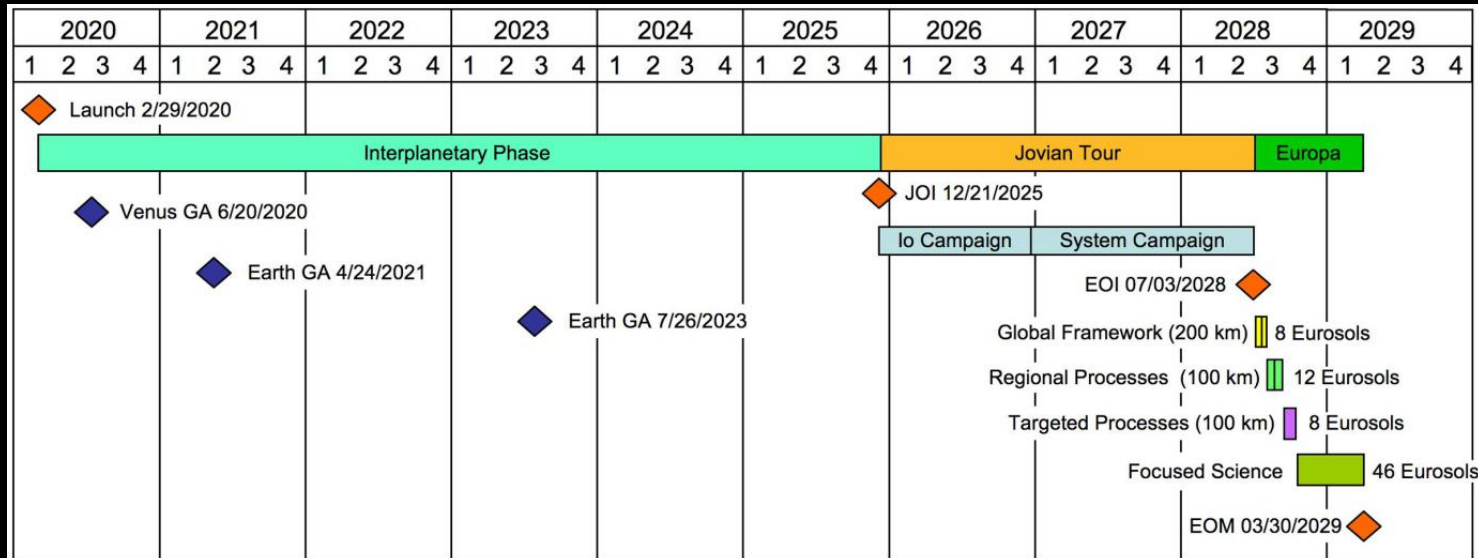 2020 2021 2022 2023 2024 2025 2026 2027 2028 2029
1 2 3 4 1 2 3 4 1 2 3 4 1 2 3 4 1 2 3 4 1 2 3 4 1 2 3 4 1 2 3 4 1 2 3 4 1 2 3 4
Launch 2/29/2020
Interplanetary Phase Jovian Tour Europa
JOI 12/21/2025
Venus GA 6/20/2020
Io Campaign System Campaign
Earth GA 4/24/2021
EOI 07/03/2028
Earth GA 7/26/2023
Global Framework (200 km) 8 Eurosols
Regional Processes (100 km) 12 Eurosols
Targeted Processes (100 km) 8 Eurosols
Focused Science 46 Eurosols
EOM 03/30/2029